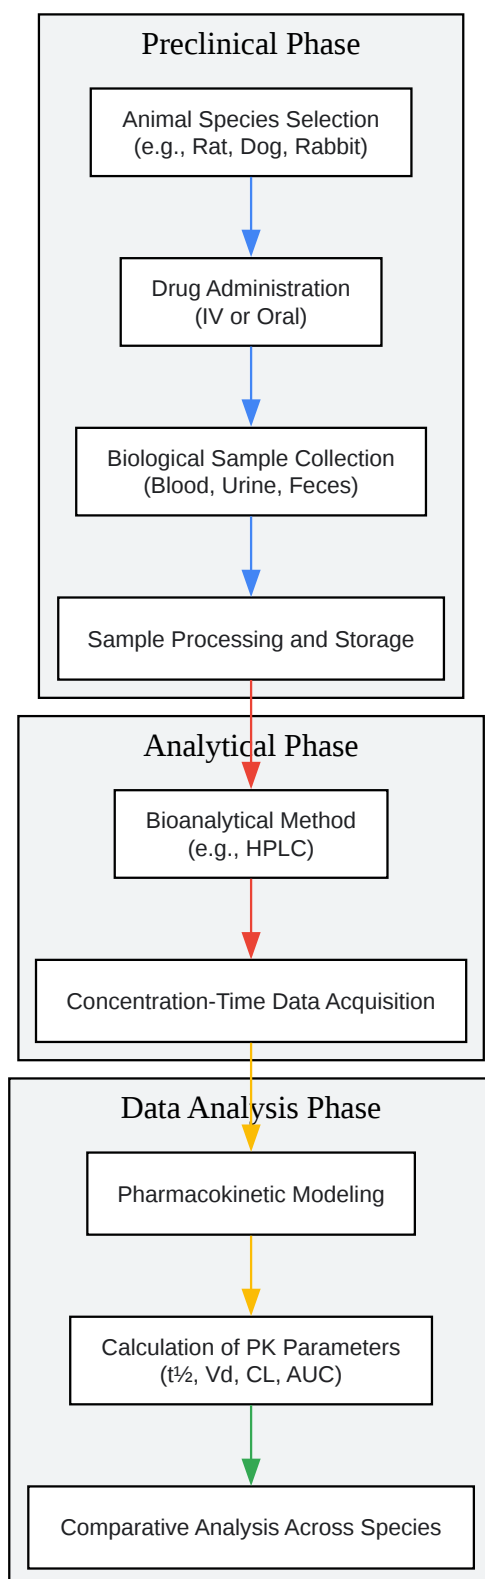 Preclinical Phase
Animal Species Selection
(e.g., Rat, Dog, Rabbit)
Drug Administration
(IV or Oral)
Biological Sample Collection
(Blood, Urine, Feces)
Sample Processing and Storage
Analytical Phase
Bioanalytical Method
(e.g., HPLC)
Concentration-Time Data Acquisition
Data Analysis Phase
Pharmacokinetic Modeling
Calculation of PK Parameters
(t½, Vd, CL, AUC)
Comparative Analysis Across Species